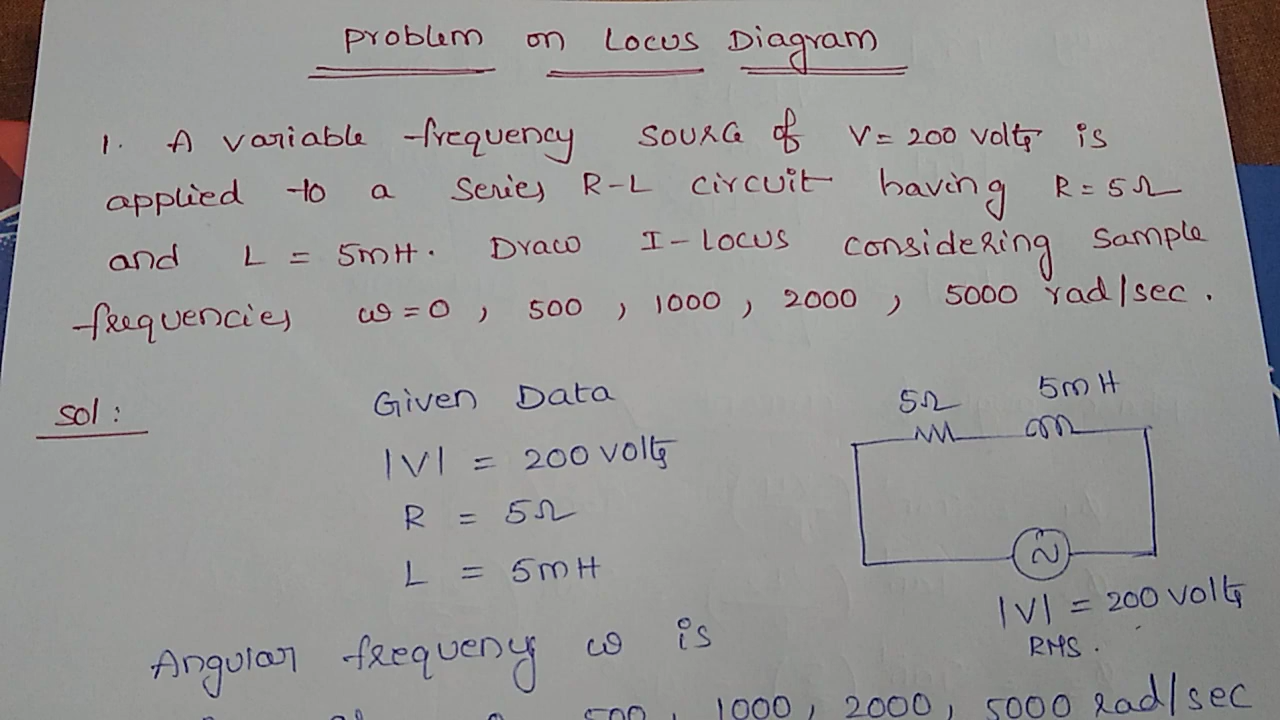 Problem on Locus Diagram
1. A variable frequency source of V = 200 volts is
applied to a series R-L circuit having R = 5Ω
and L = 5mH. Draw I-Locus considering sample
frequencies ω = 0, 500, 1000, 2000, 5000 rad/sec.
Sol:
Given Data
|V| = 200 volts
R = 5Ω
L = 5mH
5Ω 5mH
|V| = 200 volts
RMS.
Angular frequency ω is
500, 1000, 2000, 5000 rad/sec